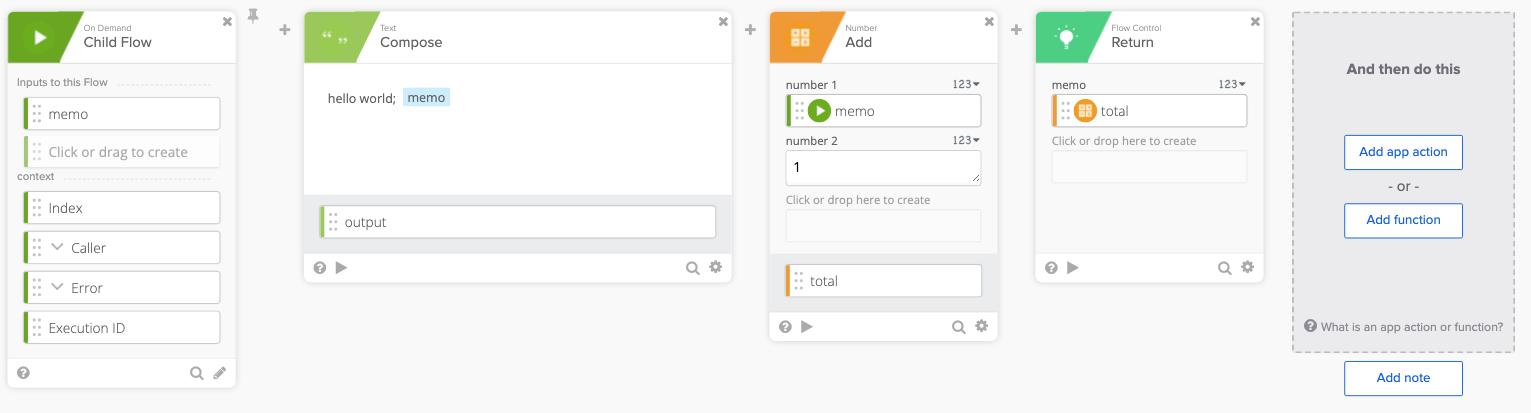 On Demand
Child Flow
Inputs to this Flow
memo
Click or drag to create
context
Index
Caller
Error
Execution ID
Text
Compose
hello world; memo
output
Number
Add
number 1 123
memo
number 2 123
1
Click or drop here to create
total
Flow Control
Return
memo 123
total
Click or drop here to create
And then do this
Add app action
- or -
Add function
What is an app action or function?
Add note